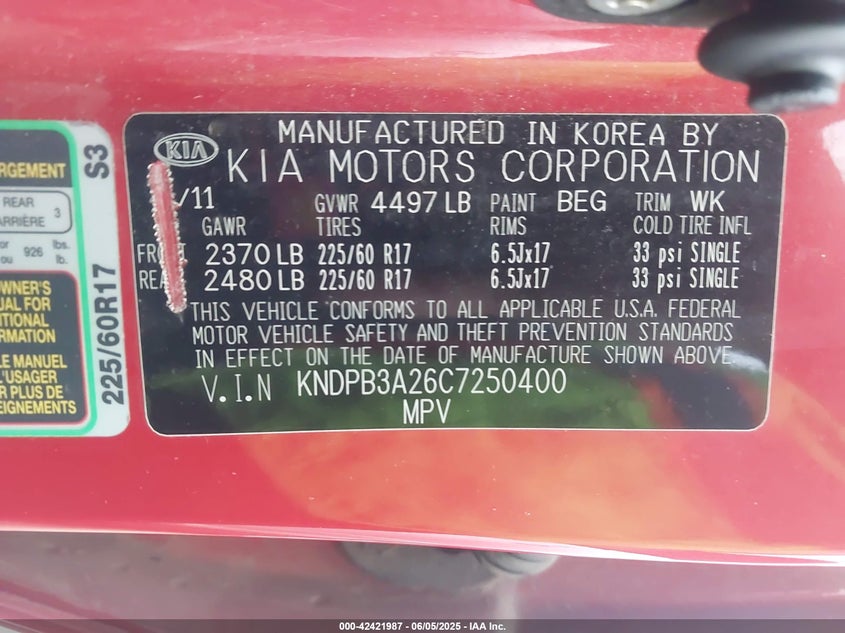 RGEMENT
REAR
ARRIÈRE 3
or
ou 926 lbs.
lb.
OWNER'S
UAL FOR
ITIONAL
RMATION
LE MANUEL
L'USAGER
PLUS DE
EIGNEMENTS
225/60R17 S3
KIA
MANUFACTURED IN KOREA BY
KIA MOTORS CORPORATION
/11 GVWR 4497 LB PAINT BEG TRIM WK
GAWR TIRES RIMS COLD TIRE INFL
2370 LB 225/60 R17 6.5Jx17 33 psi SINGLE
2480 LB 225/60 R17 6.5Jx17 33 psi SINGLE
THIS VEHICLE CONFORMS TO ALL APPLICABLE U.S.A. FEDERAL
MOTOR VEHICLE SAFETY AND THEFT PREVENTION STANDARDS
IN EFFECT ON THE DATE OF MANUFACTURE SHOWN ABOVE.
V.I.N KNDPB3A26C7250400
MPV
000-42421987 - 06/05/2025 - IAA Inc.